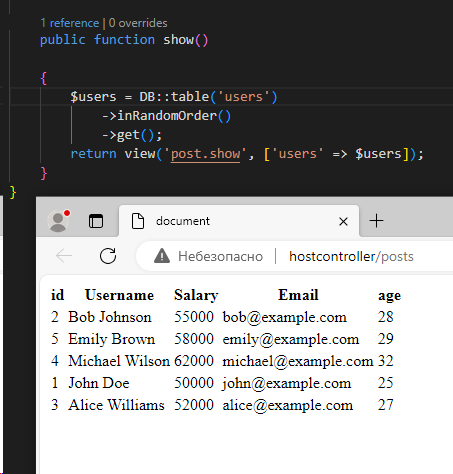 1 reference | 0 overrides
public function show()
{
$users = DB::table('users')
->inRandomOrder()
->get();
return view('post.show', ['users' => $users]);
}
}
document
Небезопасно hostcontroller/posts
id Username Salary Email age
2 Bob Johnson 55000 bob@example.com 28
5 Emily Brown 58000 emily@example.com 29
4 Michael Wilson 62000 michael@example.com 32
1 John Doe 50000 john@example.com 25
3 Alice Williams 52000 alice@example.com 27